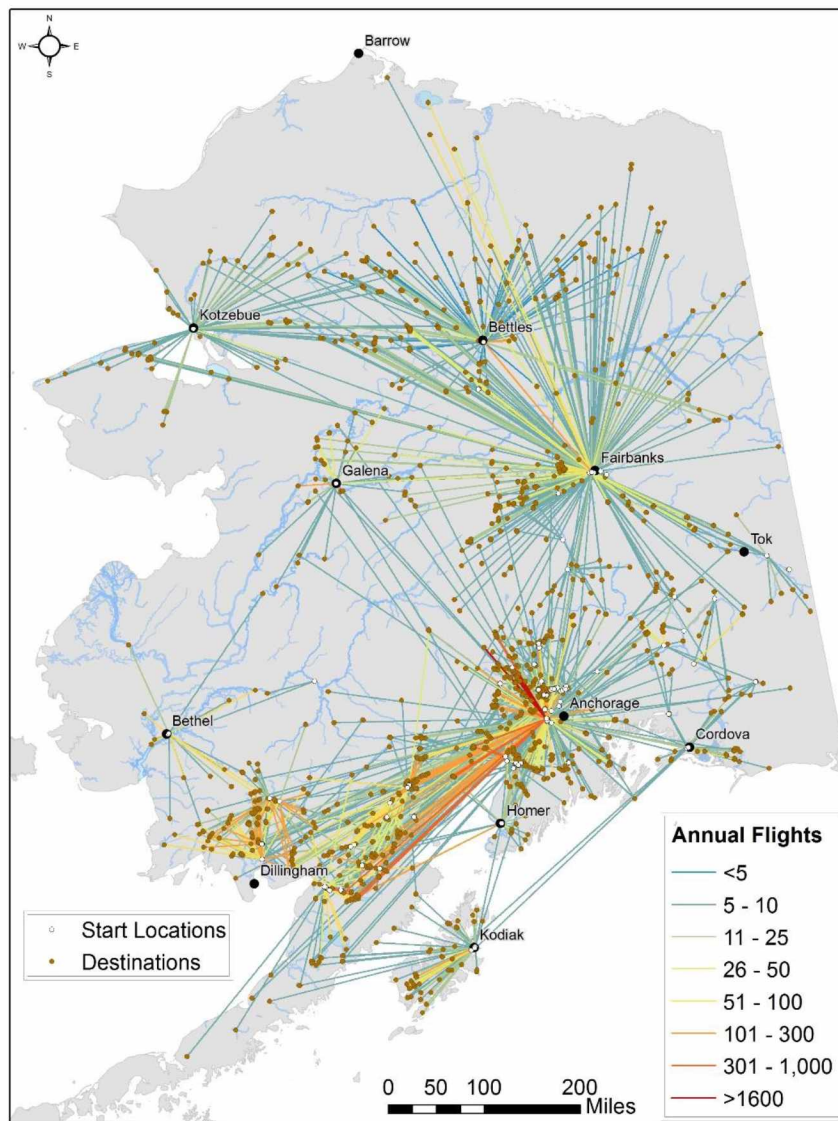 N
W E
S
Barrow
Kotzebue
Bettles
Galena
Fairbanks
Tok
Bethel
Anchorage
Cordova
Homer
Dillingham
Kodiak
Start Locations
Destinations
Annual Flights
<5
5 - 10
11 - 25
26 - 50
51 - 100
101 - 300
301 - 1,000
>1600
0 50 100 200
Miles